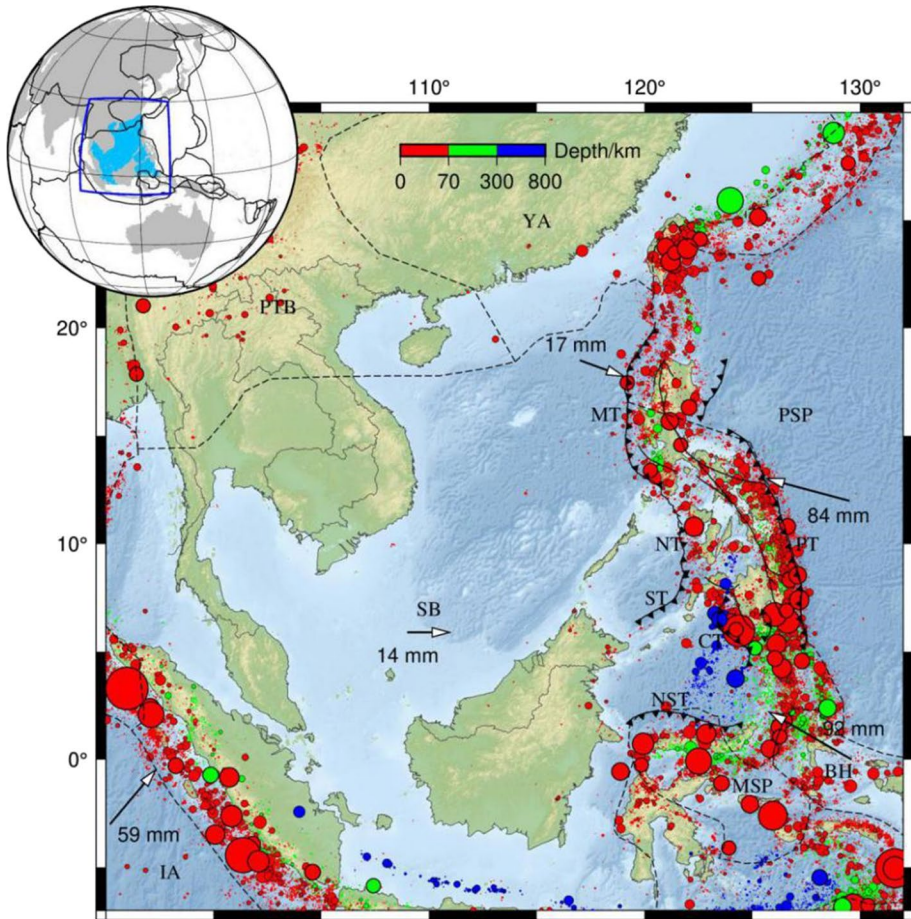 110° 120° 130°
Depth/km
0 70 300 800
YA
PTB
20°
17 mm
MT
PSP
84 mm
10°
NT
PT
ST
SB
CT
14 mm
NST
92 mm
0°
BH
MSP
59 mm
IA